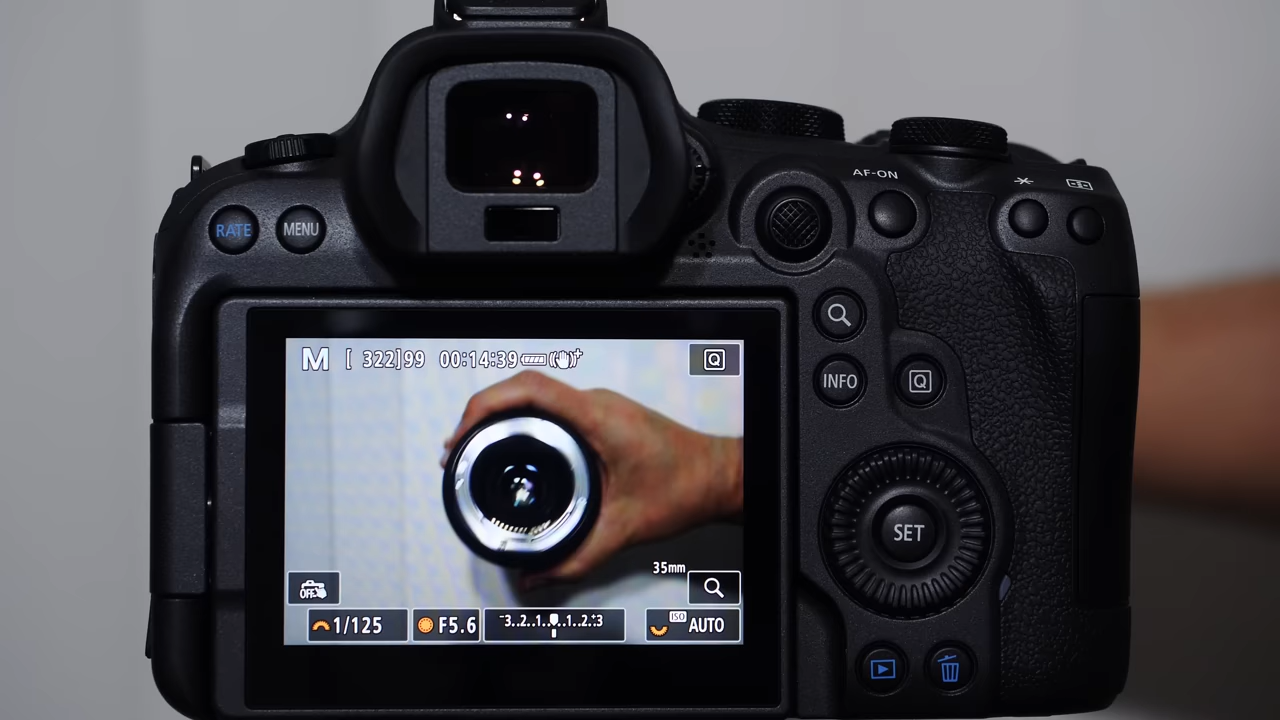 AF-ON
RATE
MENU
M [ 322]99 00:14:39
Q
INFO
Q
35mm
OFF
SET
1/125
F5.6
-3..2..1..0..1..2.:3
ISO
AUTO